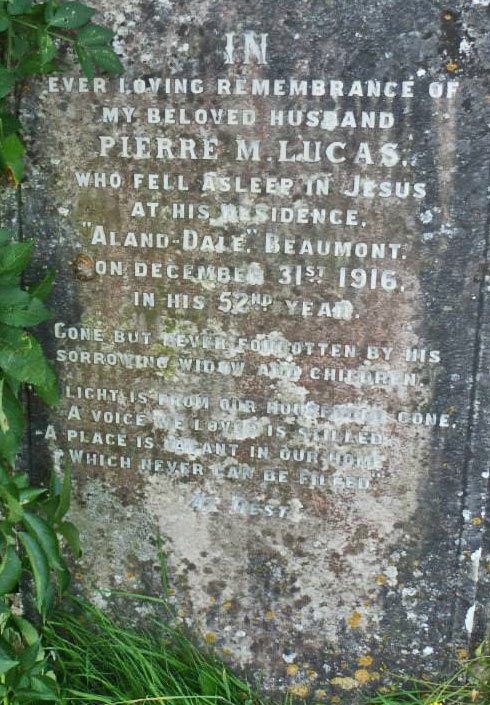 IN
EVER LOVING REMEMBRANCE OF
MY BELOVED HUSBAND
PIERRE M. LUCAS.
WHO FELL ASLEEP IN JESUS
AT HIS RESIDENCE,
"ALAND-DALE," BEAUMONT.
ON DECEMBER 31ST 1916,
IN HIS 52ND YEAR.
GONE BUT NEVER FORGOTTEN BY HIS
SORROWING WIDOW AND CHILDREN.
LIGHT IS FROM OUR HOUSEHOLD GONE,
A VOICE WE LOVED IS STILLED
A PLACE IS VACANT IN OUR HOME
WHICH NEVER CAN BE FILLED"
AT REST